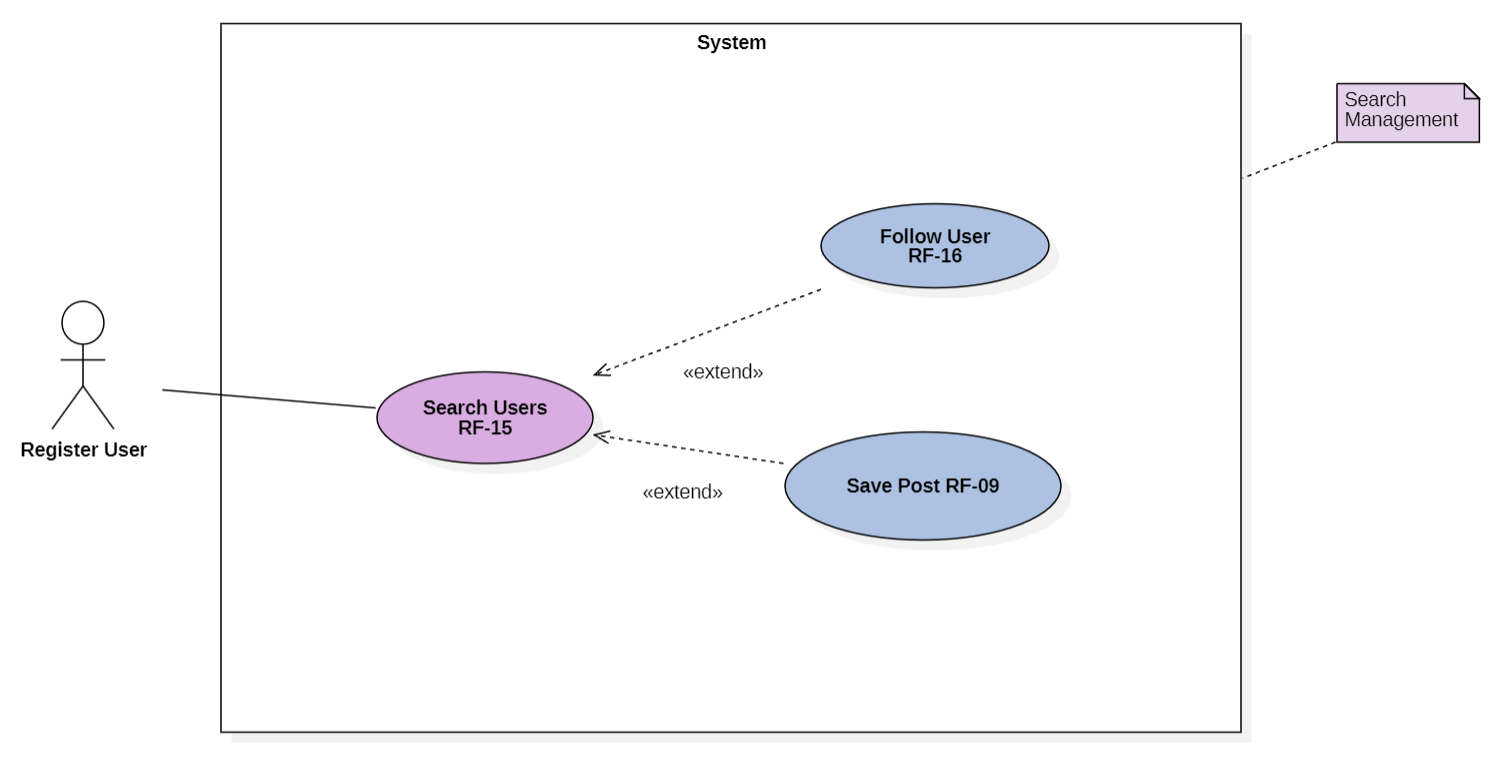 System
Search
Management
Follow User
RF-16
«extend»
Search Users
RF-15
Register User
Save Post RF-09
«extend»